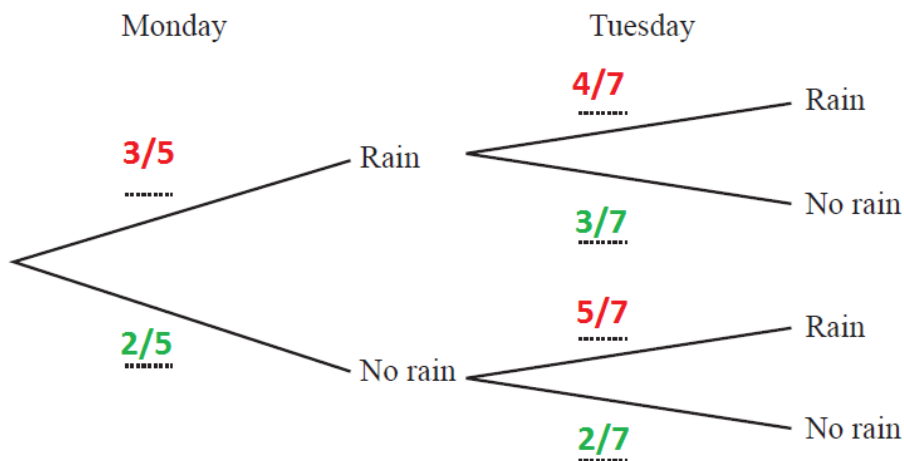 Monday Tuesday
4/7
Rain
3/5
Rain
No rain
3/7
5/7
2/5
Rain
No rain
No rain
2/7